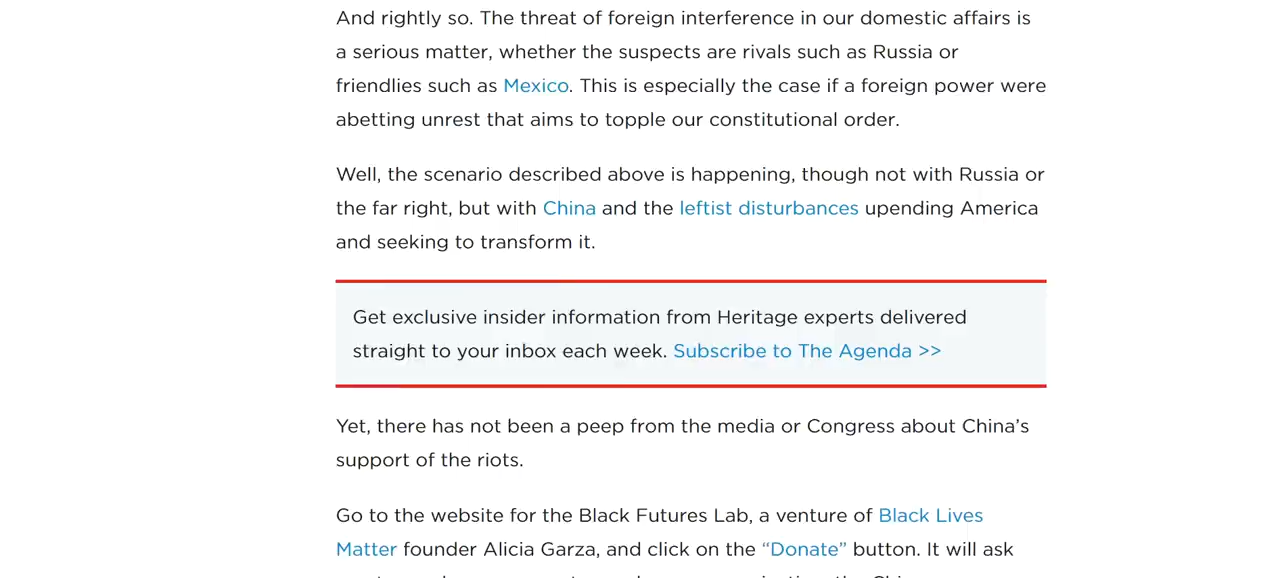 And rightly so. The threat of foreign interference in our domestic affairs is
a serious matter, whether the suspects are rivals such as Russia or
friendlies such as Mexico. This is especially the case if a foreign power were
abetting unrest that aims to topple our constitutional order.
Well, the scenario described above is happening, though not with Russia or
the far right, but with China and the leftist disturbances upending America
and seeking to transform it.
Get exclusive insider information from Heritage experts delivered
straight to your inbox each week. Subscribe to The Agenda >>
Yet, there has not been a peep from the media or Congress about China’s
support of the riots.
Go to the website for the Black Futures Lab, a venture of Black Lives
Matter founder Alicia Garza, and click on the “Donate” button. It will ask